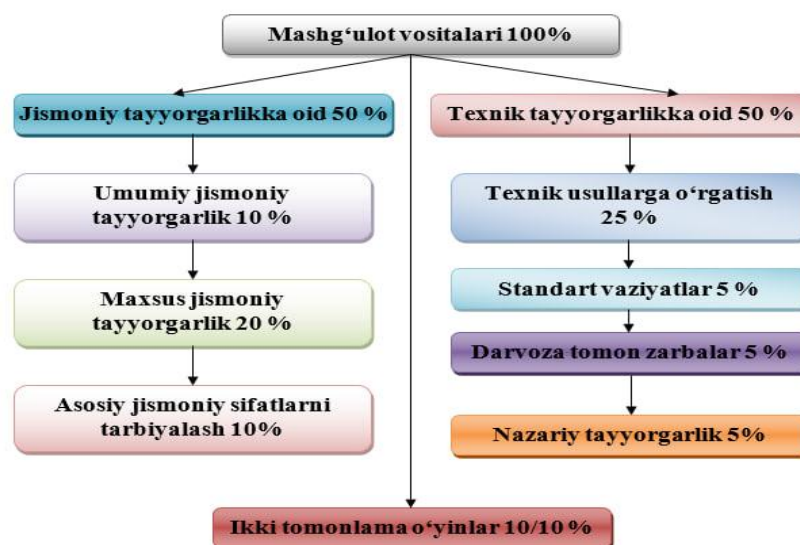 Mashg‘ulot vositalari 100%
Jismoniy tayyorgarlikka oid 50 %
Umumiy jismoniy
tayyorgarlik 10 %
Maxsus jismoniy
tayyorgarlik 20 %
Asosiy jismoniy sifatlarni
tarbiyalash 10%
Texnik tayyorgarlikka oid 50 %
Texnik usullarga o‘rgatish
25 %
Standart vaziyatlar 5 %
Darvoza tomon zarbalar 5 %
Nazariy tayyorgarlik 5%
Ikki tomonlama o‘yinlar 10/10 %